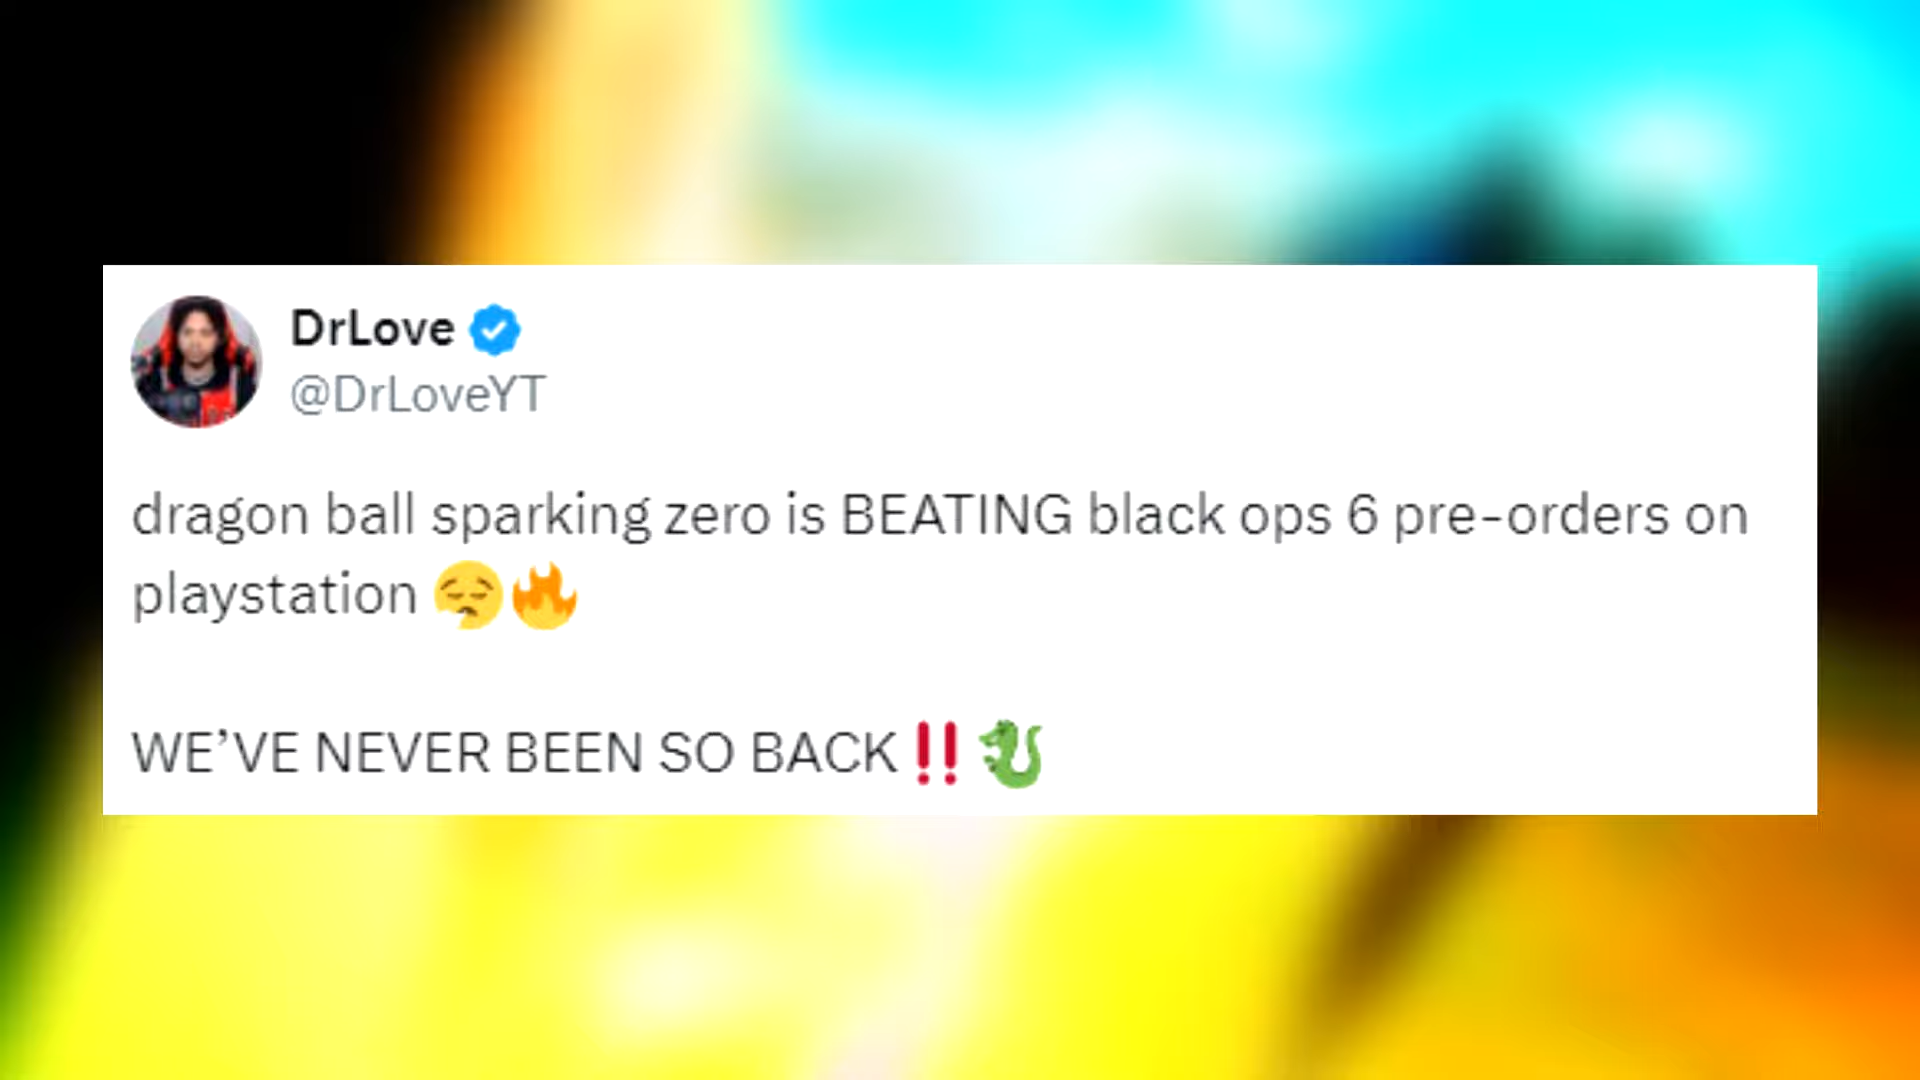 DrLove
@DrLoveYT
dragon ball sparking zero is BEATING black ops 6 pre-orders on
playstation 😮‍💨🔥
WE’VE NEVER BEEN SO BACK‼️🐉